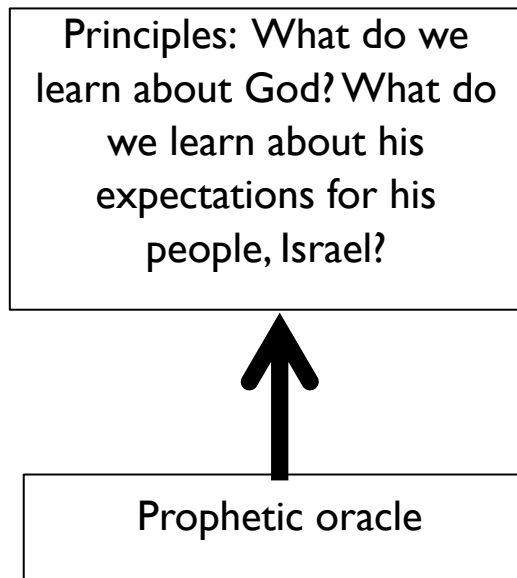 Principles: What do we
learn about God? What do
we learn about his
expectations for his
people, Israel?
Prophetic oracle